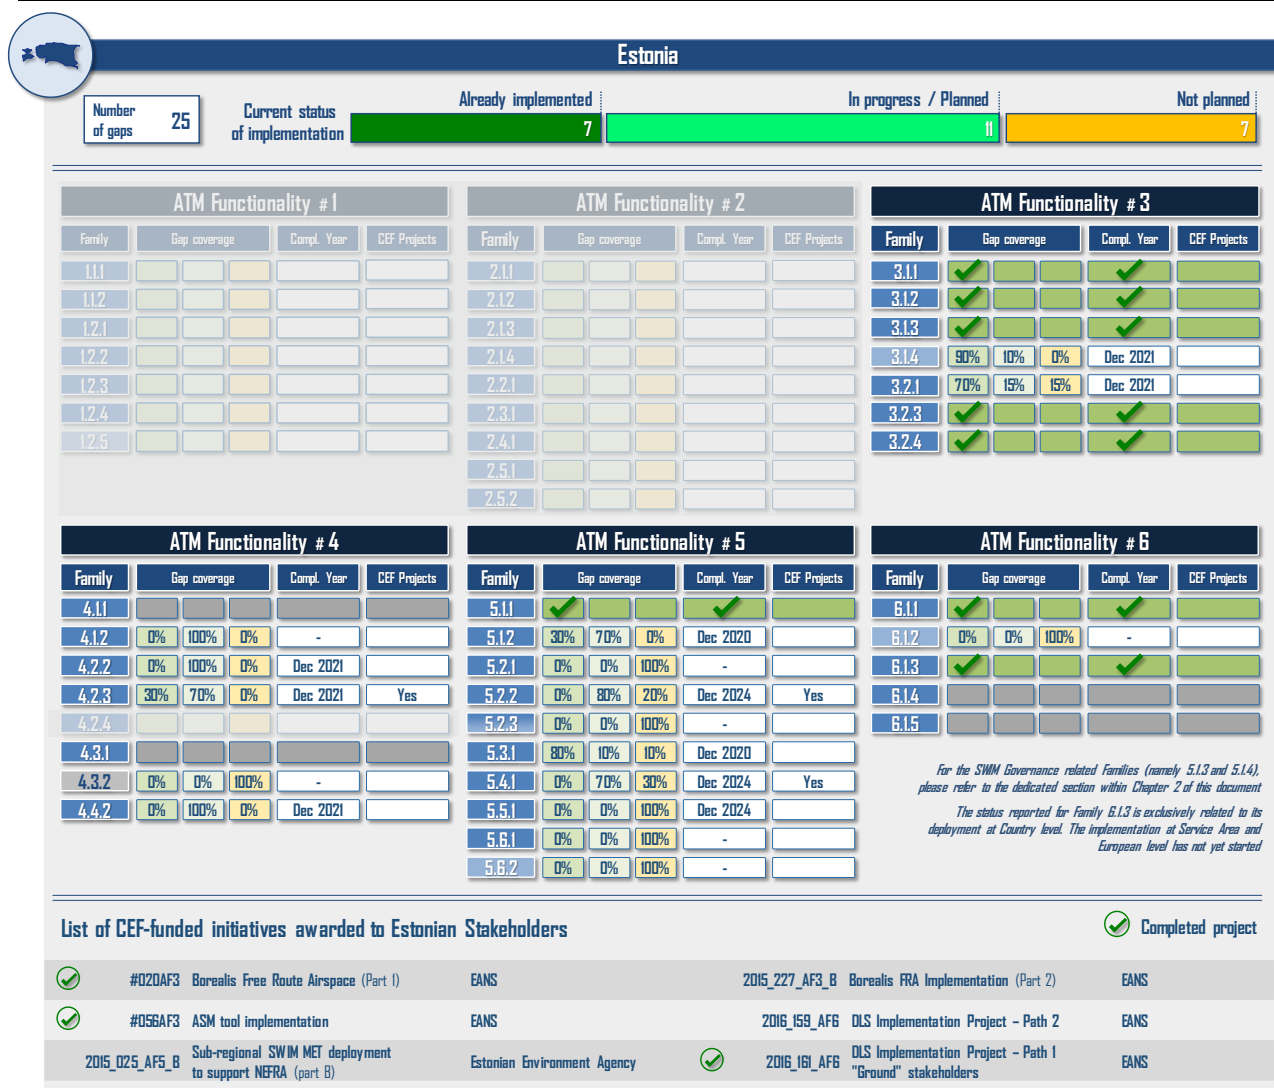 Estonia
Number of gaps 25
Current status of implementation
Already implemented In progress / Planned Not planned
7 11 7
ATM Functionality # 1
Family Gap coverage Compl. Year CEF Projects
1.1.1
1.1.2
1.2.1
1.2.2
1.2.3
1.2.4
1.2.5
ATM Functionality # 2
Family Gap coverage Compl. Year CEF Projects
2.1.1
2.1.2
2.1.3
2.1.4
2.2.1
2.3.1
2.4.1
2.5.1
2.5.2
ATM Functionality # 3
Family Gap coverage Compl. Year CEF Projects
3.1.1
3.1.2
3.1.3
3.1.4 90% 10% 0% Dec 2021
3.2.1 70% 15% 15% Dec 2021
3.2.3
3.2.4
ATM Functionality # 4
Family Gap coverage Compl. Year CEF Projects
4.1.1
4.1.2 0% 100% 0% -
4.2.2 0% 100% 0% Dec 2021
4.2.3 30% 70% 0% Dec 2021 Yes
4.2.4
4.3.1
4.3.2 0% 0% 100% -
4.4.2 0% 100% 0% Dec 2021
ATM Functionality # 5
Family Gap coverage Compl. Year CEF Projects
5.1.1
5.1.2 30% 70% 0% Dec 2020
5.2.1 0% 0% 100% -
5.2.2 0% 80% 20% Dec 2024 Yes
5.2.3 0% 0% 100% -
5.3.1 80% 10% 10% Dec 2020
5.4.1 0% 70% 30% Dec 2024 Yes
5.5.1 0% 0% 100% Dec 2024
5.6.1 0% 0% 100% -
5.6.2 0% 0% 100% -
ATM Functionality # 6
Family Gap coverage Compl. Year CEF Projects
6.1.1
6.1.2 0% 0% 100% -
6.1.3
6.1.4
6.1.5
For the SWIM Governance related Families (namely 5.1.3 and 5.1.4),
please refer to the dedicated section within Chapter 2 of this document
The status reported for Family 6.1.3 is exclusively related to its
deployment at Country level. The implementation at Service Area and
European level has not yet started
List of CEF-funded initiatives awarded to Estonian Stakeholders
Completed project
#020AF3 Borealis Free Route Airspace (Part 1) EANS
2015_227_AF3_B Borealis FRA Implementation (Part 2) EANS
#056AF3 ASM tool implementation EANS
2016_159_AF6 DLS Implementation Project – Path 2 EANS
2015_025_AF5_B Sub-regional SWIM MET deployment
to support NEFRA (part B)
Estonian Environment Agency
2016_161_AF6 DLS Implementation Project – Path 1
"Ground" stakeholders
EANS